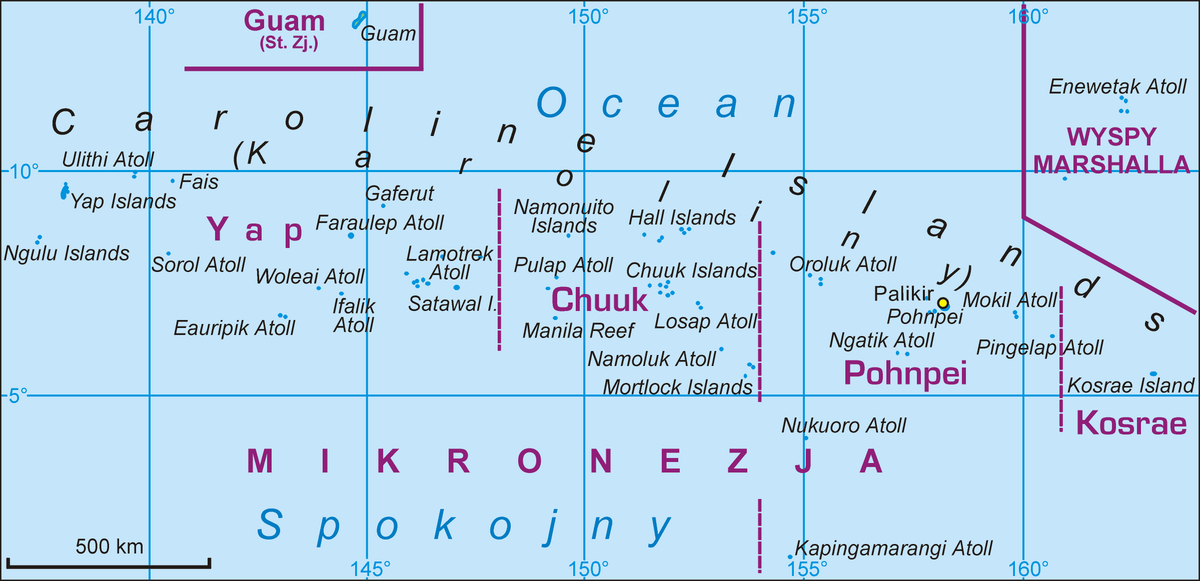 140°
150°
155°
160°
Guam
(St. Zj.)
Guam
Enewetak Atoll
Ocean
Caroline Islands
(Karoliny)
WYSPY
MARSHALLA
10°
Ulithi Atoll
Fais
Yap Islands
Gaferut
Yap
Faraulep Atoll
Namonuito
Islands
Hall Islands
Ngulu Islands
Sorol Atoll
Woleai Atoll
Lamotrek
Atoll
Pulap Atoll
Chuuk Islands
Oroluk Atoll
Ifalik
Atoll
Satawal I.
Chuuk
Palikir
Mokil Atoll
Pohnpei
Eauripik Atoll
Manila Reef
Losap Atoll
Ngatik Atoll
Pingelap Atoll
Namoluk Atoll
Pohnpei
Mortlock Islands
Kosrae Island
5°
Kosrae
Nukuoro Atoll
MIKRONEZJA
Spokojny
500 km
Kapingamarangi Atoll
145°
150°
155°
160°